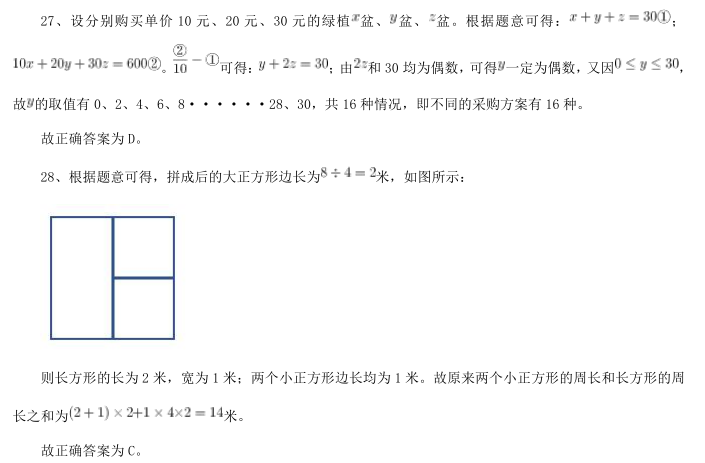 27、设分别购买单价 10 元、20 元、30 元的绿植x盆、y盆、z盆。根据题意可得：x + y + z = 30①；
10x + 20y + 30z = 600②。②/10 − ①可得：y + 2z = 30；由2z和 30 均为偶数，可得y一定为偶数，又因0 ≤ y ≤ 30，
故y的取值有 0、2、4、6、8······28、30，共 16 种情况，即不同的采购方案有 16 种。
故正确答案为 D。
28、根据题意可得，拼成后的大正方形边长为8 ÷ 4 = 2米，如图所示：
则长方形的长为 2 米，宽为 1 米；两个小正方形边长均为 1 米。故原来两个小正方形的周长和长方形的周
长之和为(2 + 1) × 2+1 × 4×2 = 14米。
故正确答案为 C。